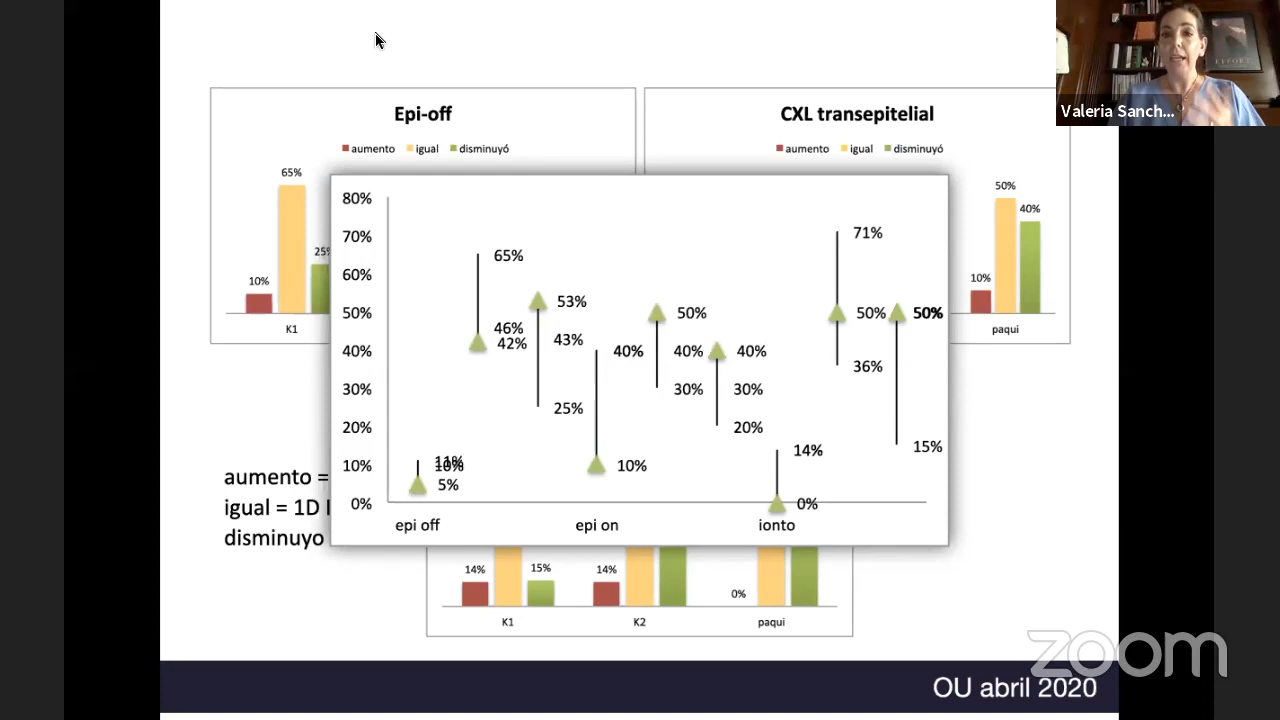 Valeria Sanch...
Epi-off
aumento igual disminuyó
65%
10%
25%
K1
CXL transepitelial
aumento igual disminuyó
50%
40%
10%
paqui
80%
70%
60%
50%
40%
30%
20%
10%
0%
11%
10%
5%
65%
46%
42%
53%
43%
25%
40%
10%
50%
40%
30%
40%
30%
20%
14%
0%
71%
50%
36%
50%
15%
epi off
epi on
ionto
aumento =
igual = 1D
disminuyo
14%
15%
14%
0%
K1
K2
paqui
zoom
OU abril 2020